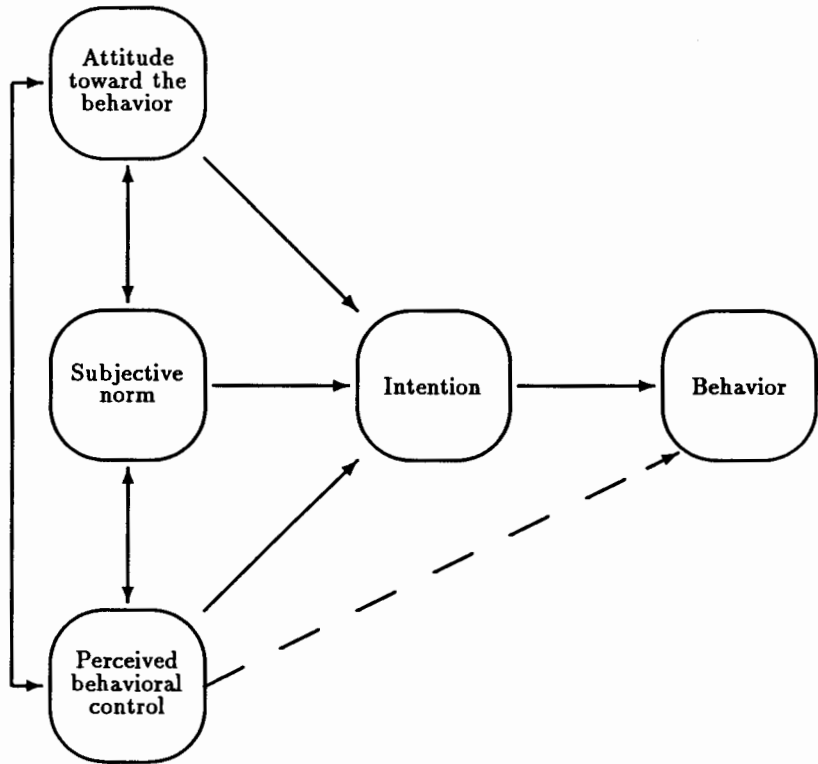 Attitude
toward the
behavior
Subjective
norm
Intention
Behavior
Perceived
behavioral
control